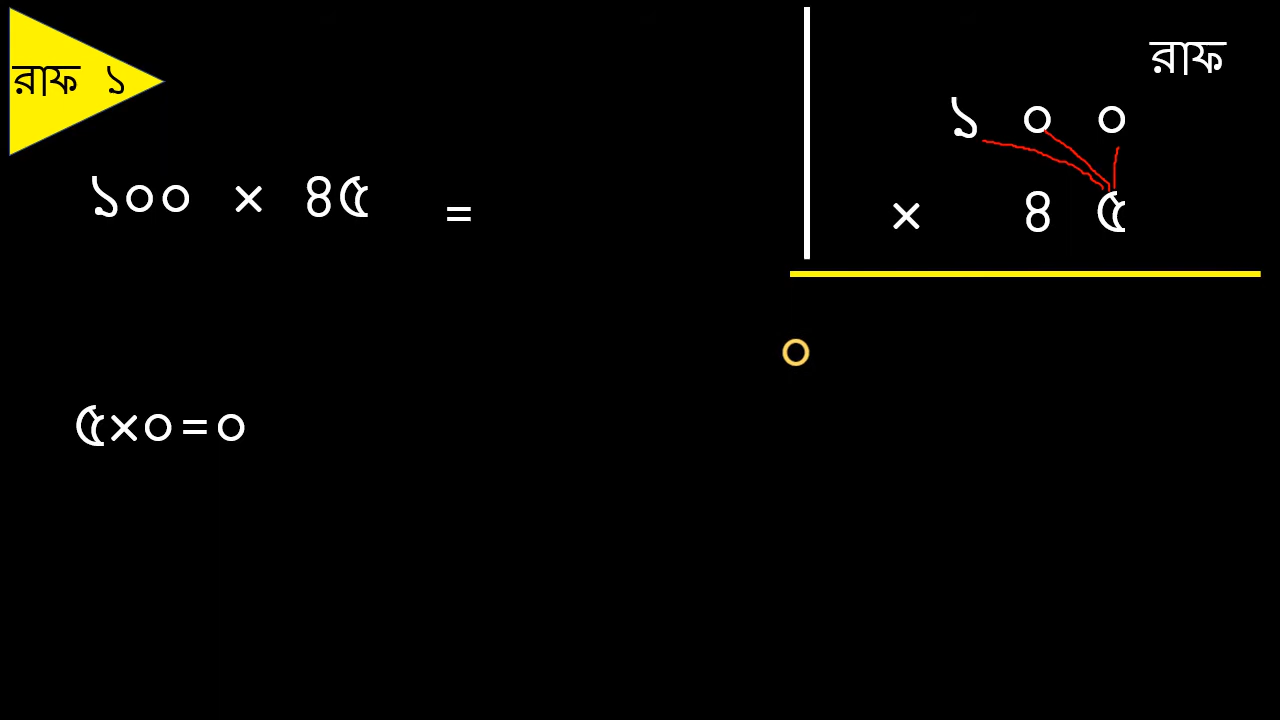 রাফ ১
১০০ × ৪৫ =
৫×০=০
রাফ
১ ০ ০
× ৪ ৫
০